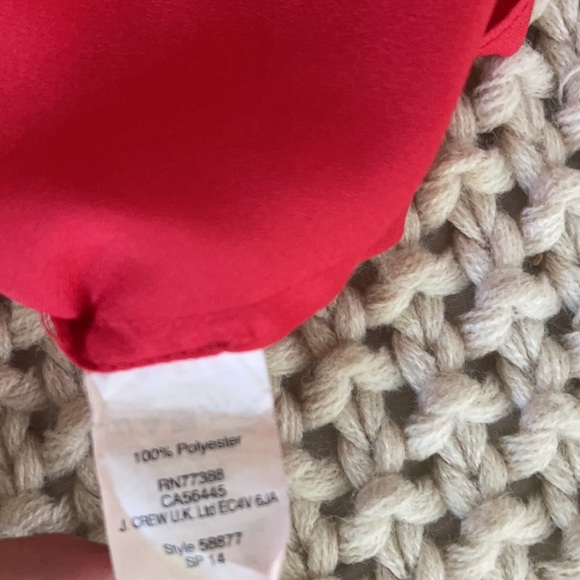 100% Polyester
RN77388
CA56445
J. CREW U.K. Ltd EC4V 6JA
Style 58877
SP 14